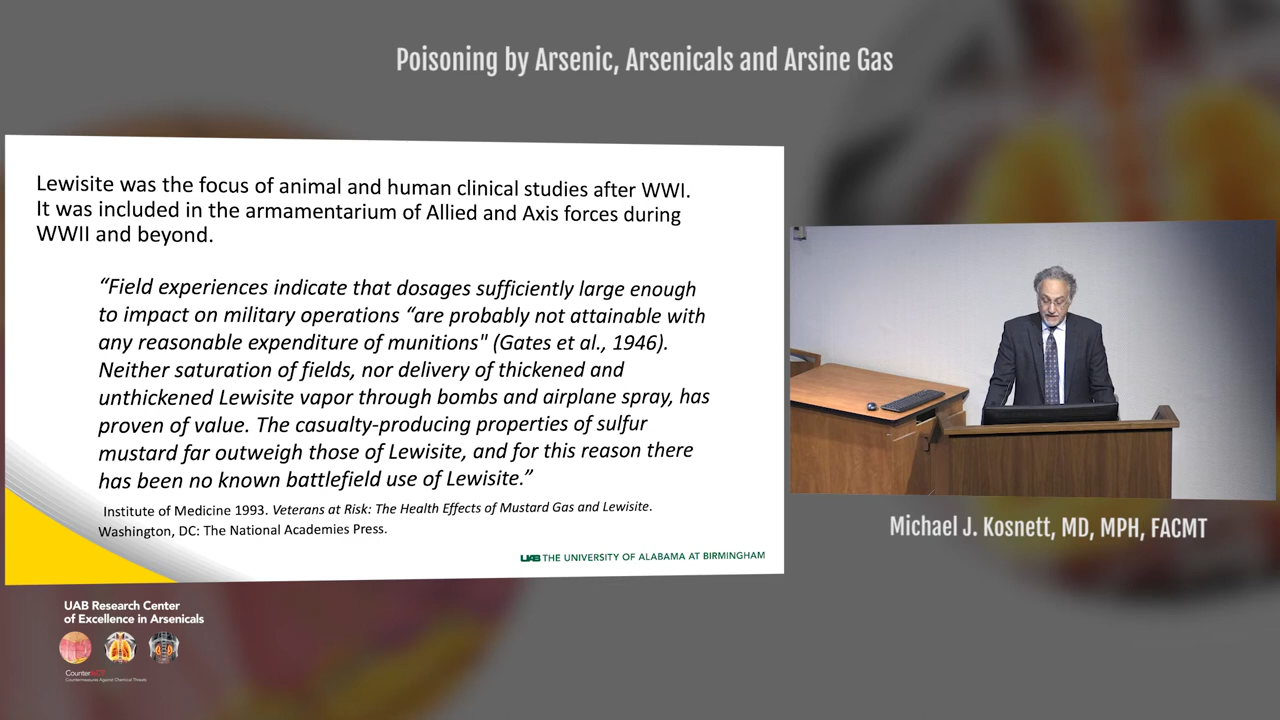 Poisoning by Arsenic, Arsenicals and Arsine Gas
Lewisite was the focus of animal and human clinical studies after WWI.
It was included in the armamentarium of Allied and Axis forces during
WWII and beyond.
“Field experiences indicate that dosages sufficiently large enough
to impact on military operations “are probably not attainable with
any reasonable expenditure of munitions" (Gates et al., 1946).
Neither saturation of fields, nor delivery of thickened and
unthickened Lewisite vapor through bombs and airplane spray, has
proven of value. The casualty-producing properties of sulfur
mustard far outweigh those of Lewisite, and for this reason there
has been no known battlefield use of Lewisite.”
Institute of Medicine 1993. Veterans at Risk: The Health Effects of Mustard Gas and Lewisite.
Washington, DC: The National Academies Press.
UAB THE UNIVERSITY OF ALABAMA AT BIRMINGHAM
Michael J. Kosnett, MD, MPH, FACMT
UAB Research Center
of Excellence in Arsenicals
Counter
Countermeasures Against Chemical Threats